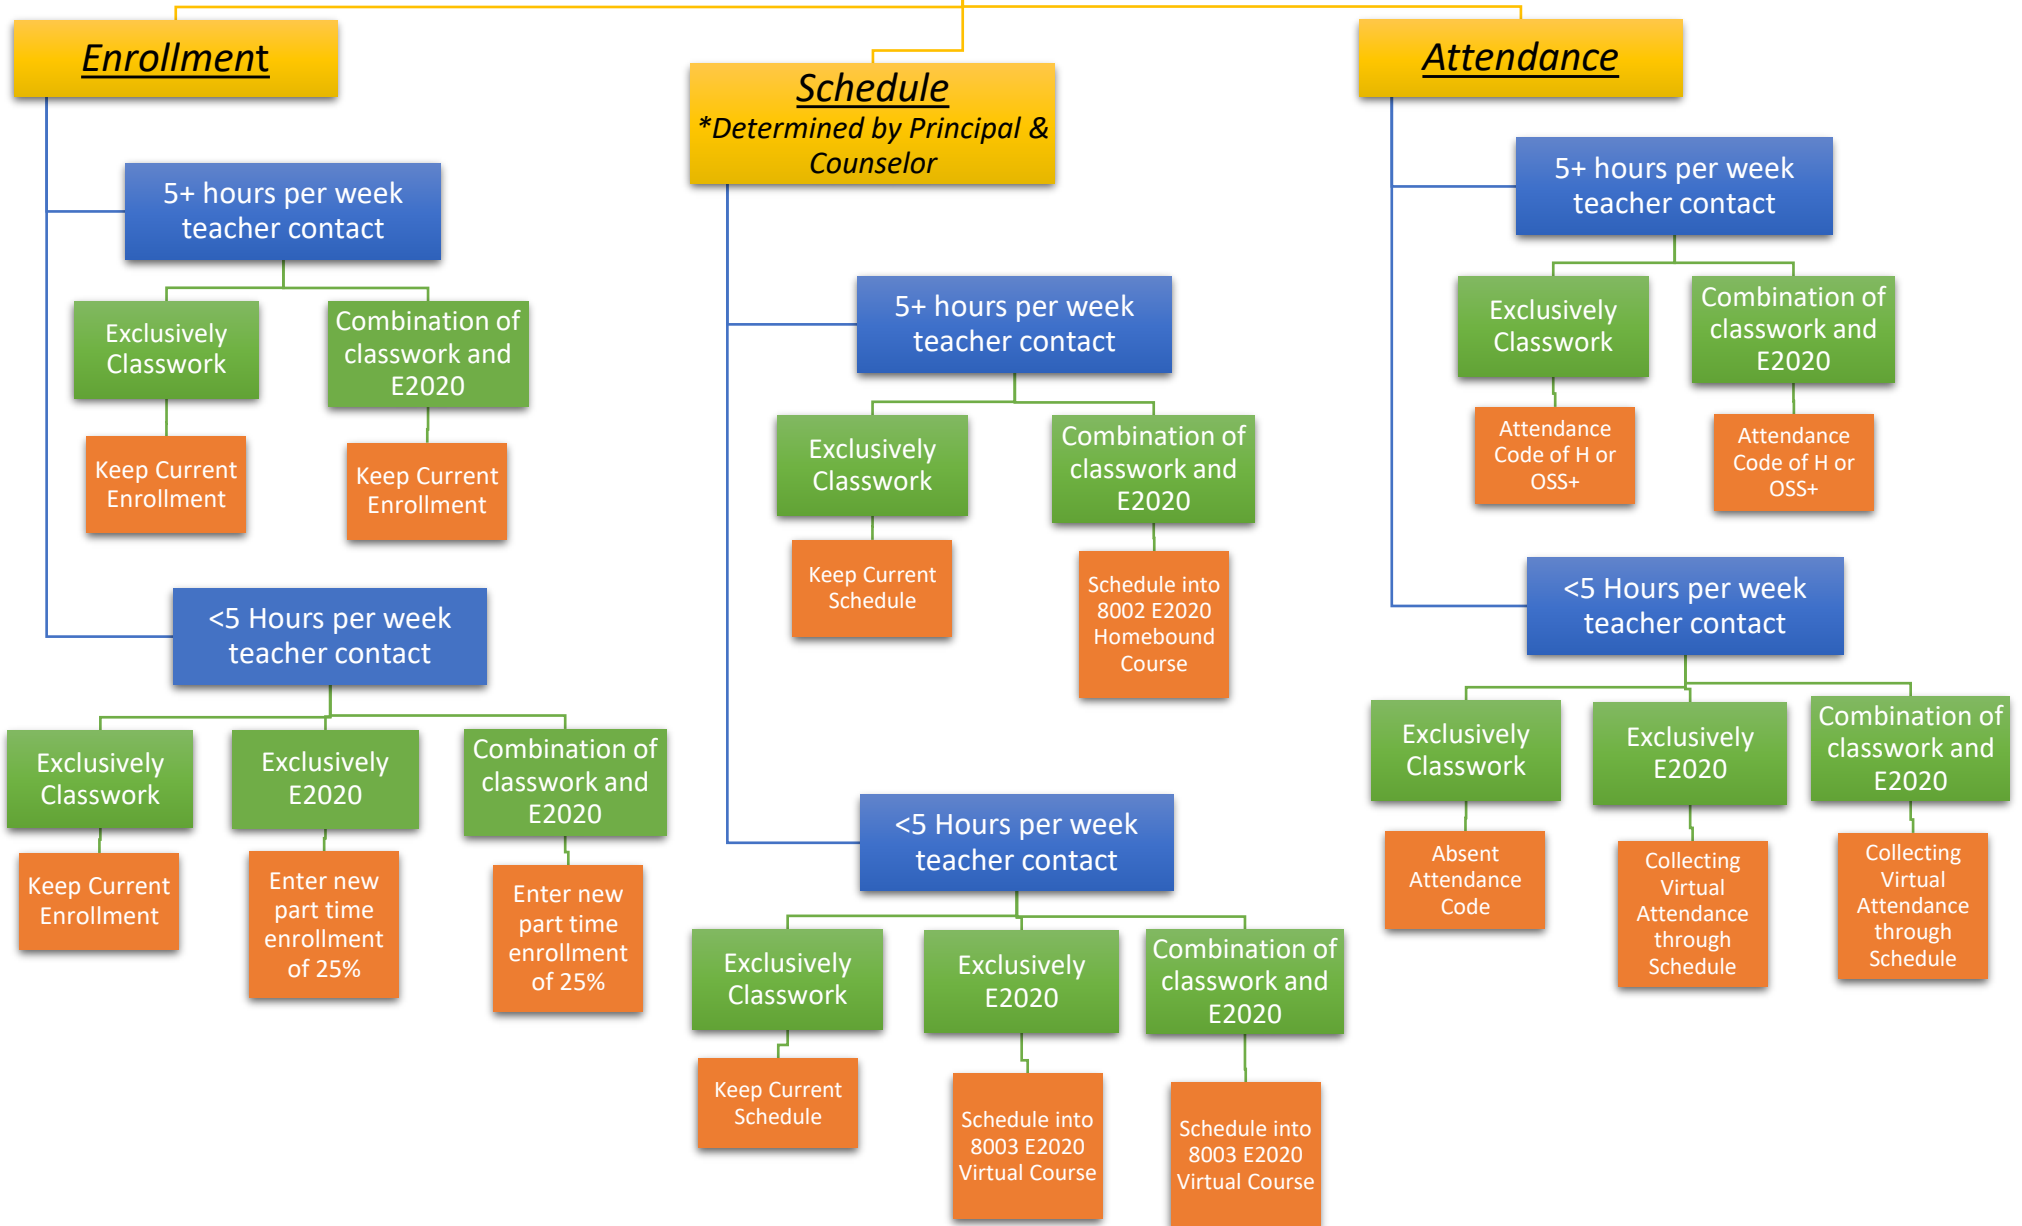 Enrollment
5+ hours per week
teacher contact
Exclusively
Classwork
Combination of
classwork and
E2020
Keep Current
Enrollment
Keep Current
Enrollment
<5 Hours per week
teacher contact
Exclusively
Classwork
Exclusively
E2020
Combination of
classwork and
E2020
Keep Current
Enrollment
Enter new
part time
enrollment
of 25%
Enter new
part time
enrollment
of 25%
Schedule
*Determined by Principal &
Counselor
5+ hours per week
teacher contact
Exclusively
Classwork
Combination of
classwork and
E2020
Keep Current
Schedule
Schedule into
8002 E2020
Homebound
Course
<5 Hours per week
teacher contact
Exclusively
Classwork
Exclusively
E2020
Combination of
classwork and
E2020
Keep Current
Schedule
Schedule into
8003 E2020
Virtual Course
Schedule into
8003 E2020
Virtual Course
Attendance
5+ hours per week
teacher contact
Exclusively
Classwork
Combination of
classwork and
E2020
Attendance
Code of H or
OSS+
Attendance
Code of H or
OSS+
<5 Hours per week
teacher contact
Exclusively
Classwork
Exclusively
E2020
Combination of
classwork and
E2020
Absent
Attendance
Code
Collecting
Virtual
Attendance
through
Schedule
Collecting
Virtual
Attendance
through
Schedule